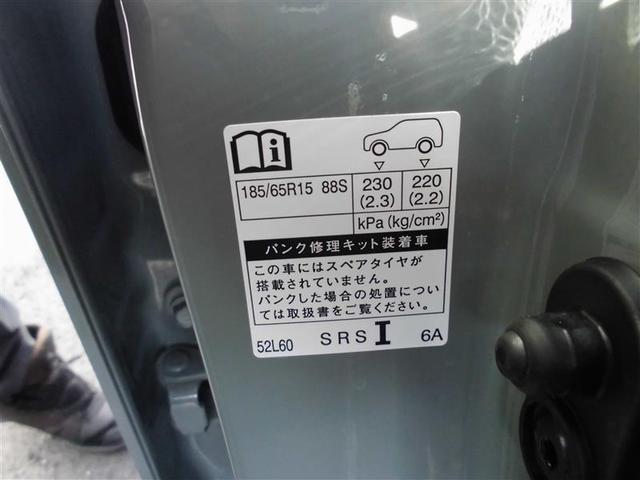 185/65R15 88S 230 (2.3) 220 (2.2)
kPa (kg/cm²)
パンク修理キット装着車
この車にはスペアタイヤが
搭載されていません。
パンクした場合の処置につい
ては取扱書をご覧ください。
52L60 SRS I 6A